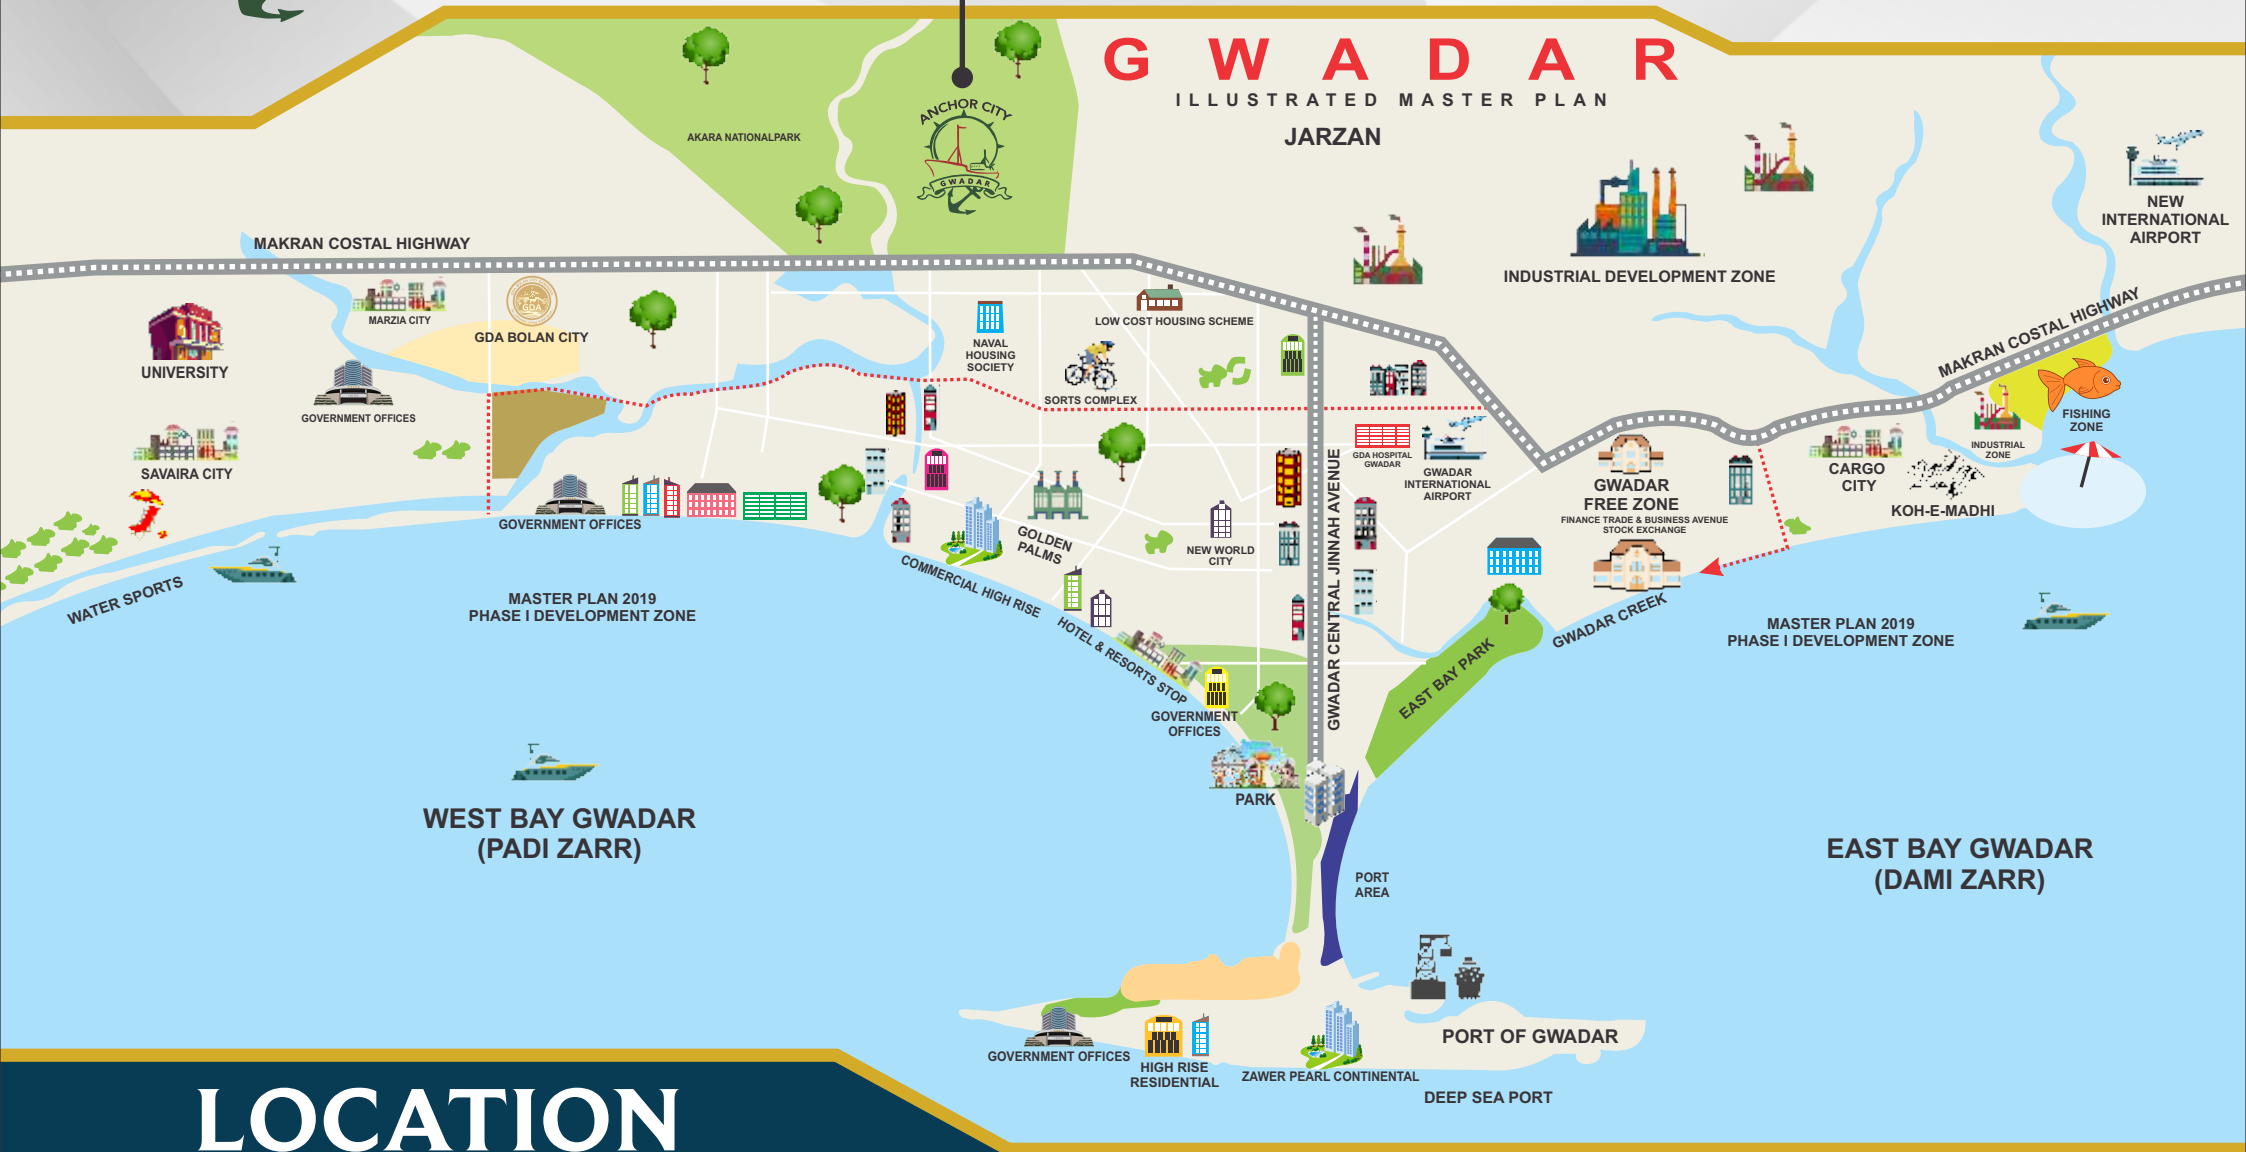 GWADAR
ILLUSTRATED MASTER PLAN
JARZAN
AKARA NATIONALPARK
ANCHOR CITY
GWADAR
NEW
INTERNATIONAL
AIRPORT
MAKRAN COSTAL HIGHWAY
INDUSTRIAL DEVELOPMENT ZONE
MARZIA CITY
GDA
GDA BOLAN CITY
LOW COST HOUSING SCHEME
NAVAL
HOUSING
SOCIETY
MAKRAN COSTAL HIGHWAY
UNIVERSITY
GOVERNMENT OFFICES
SORTS COMPLEX
FISHING
ZONE
INDUSTRIAL
ZONE
SAVAIRA CITY
GDA HOSPITAL
GWADAR
GWADAR
INTERNATIONAL
AIRPORT
GWADAR
FREE ZONE
FINANCE TRADE & BUSINESS AVENUE
STOCK EXCHANGE
CARGO
CITY
KOH-E-MADHI
GOVERNMENT OFFICES
GOLDEN
PALMS
NEW WORLD
CITY
GWADAR CENTRAL JINNAH AVENUE
WATER SPORTS
COMMERCIAL HIGH RISE
HOTEL & RESORTS STOP
MASTER PLAN 2019
PHASE I DEVELOPMENT ZONE
GWADAR CREEK
MASTER PLAN 2019
PHASE I DEVELOPMENT ZONE
EAST BAY PARK
GOVERNMENT
OFFICES
PARK
WEST BAY GWADAR
(PADI ZARR)
EAST BAY GWADAR
(DAMI ZARR)
PORT
AREA
PORT OF GWADAR
GOVERNMENT OFFICES
HIGH RISE
RESIDENTIAL
ZAWER PEARL CONTINENTAL
DEEP SEA PORT
LOCATION